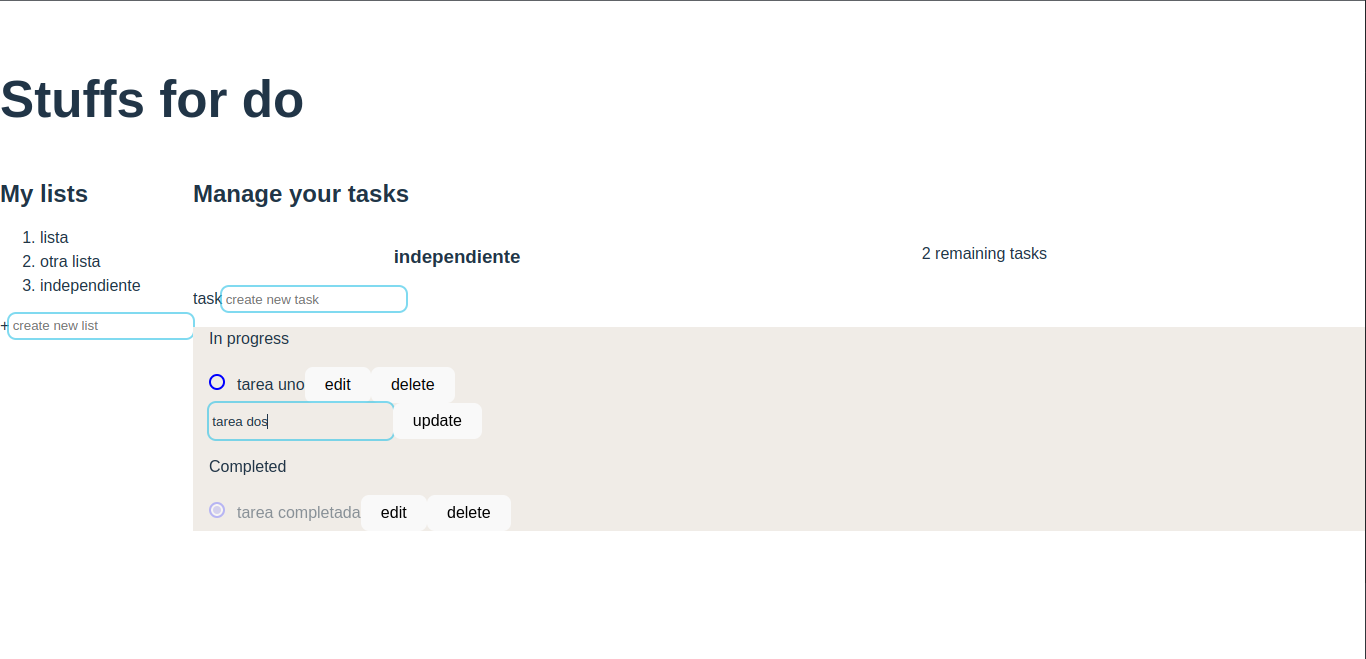 Stuffs for do
My lists
1. lista
2. otra lista
3. independiente
+ create new list
Manage your tasks
independiente
2 remaining tasks
task create new task
In progress
tarea uno edit delete
tarea dos update
Completed
tarea completada edit delete